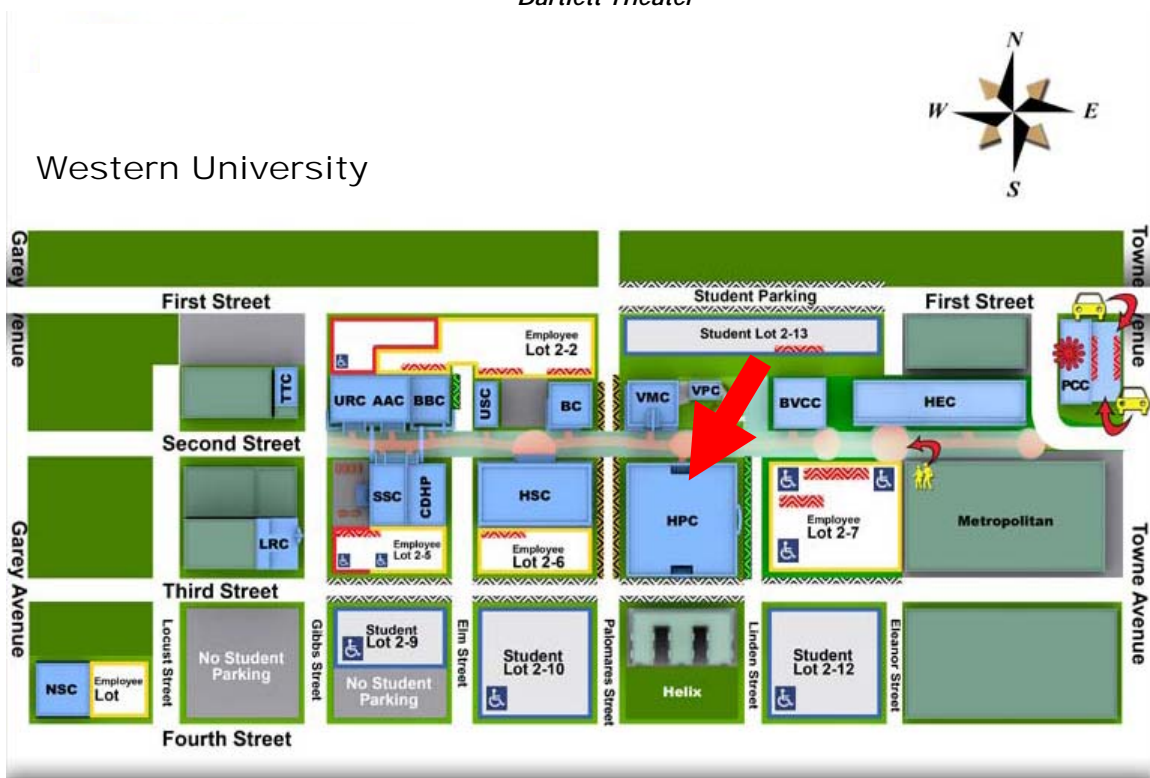 Bartlett Theater
N
W
E
S
Western University
Garey
Towne
First Street
Student Parking
First Street
venue
Employee
Lot 2-2
Student Lot 2-13
venue
TTC
URC
AAC
BBC
USC
BC
VMC
VPC
BVCC
HEC
PCC
Second Street
SSC
CDHP
HSC
HPC
Employee
Lot 2-7
Metropolitan
LRC
Employee
Lot 2-5
Employee
Lot 2-6
Garey Avenue
Third Street
Towne Avenue
Locust Street
Gibbs Street
Elm Street
Palomares Street
Linden Street
Eleanor Street
No Student
Parking
Student
Lot 2-9
No Student
Parking
Student
Lot 2-10
Helix
Student
Lot 2-12
NSC
Employee
Lot
Fourth Street